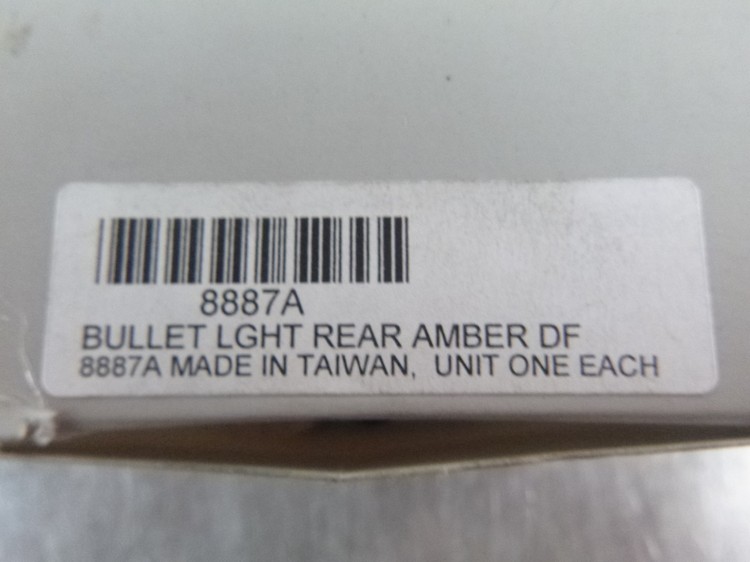 8887A
BULLET LGHT REAR AMBER DF
8887A MADE IN TAIWAN, UNIT ONE EACH